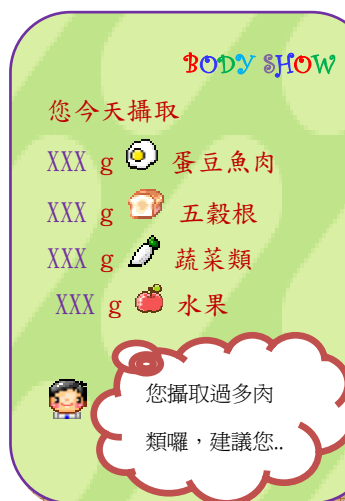 BODY SHOW
您今天攝取
XXX g 蛋豆魚肉
XXX g 五穀根
XXX g 蔬菜類
XXX g 水果
您攝取過多肉
類囉，建議您..